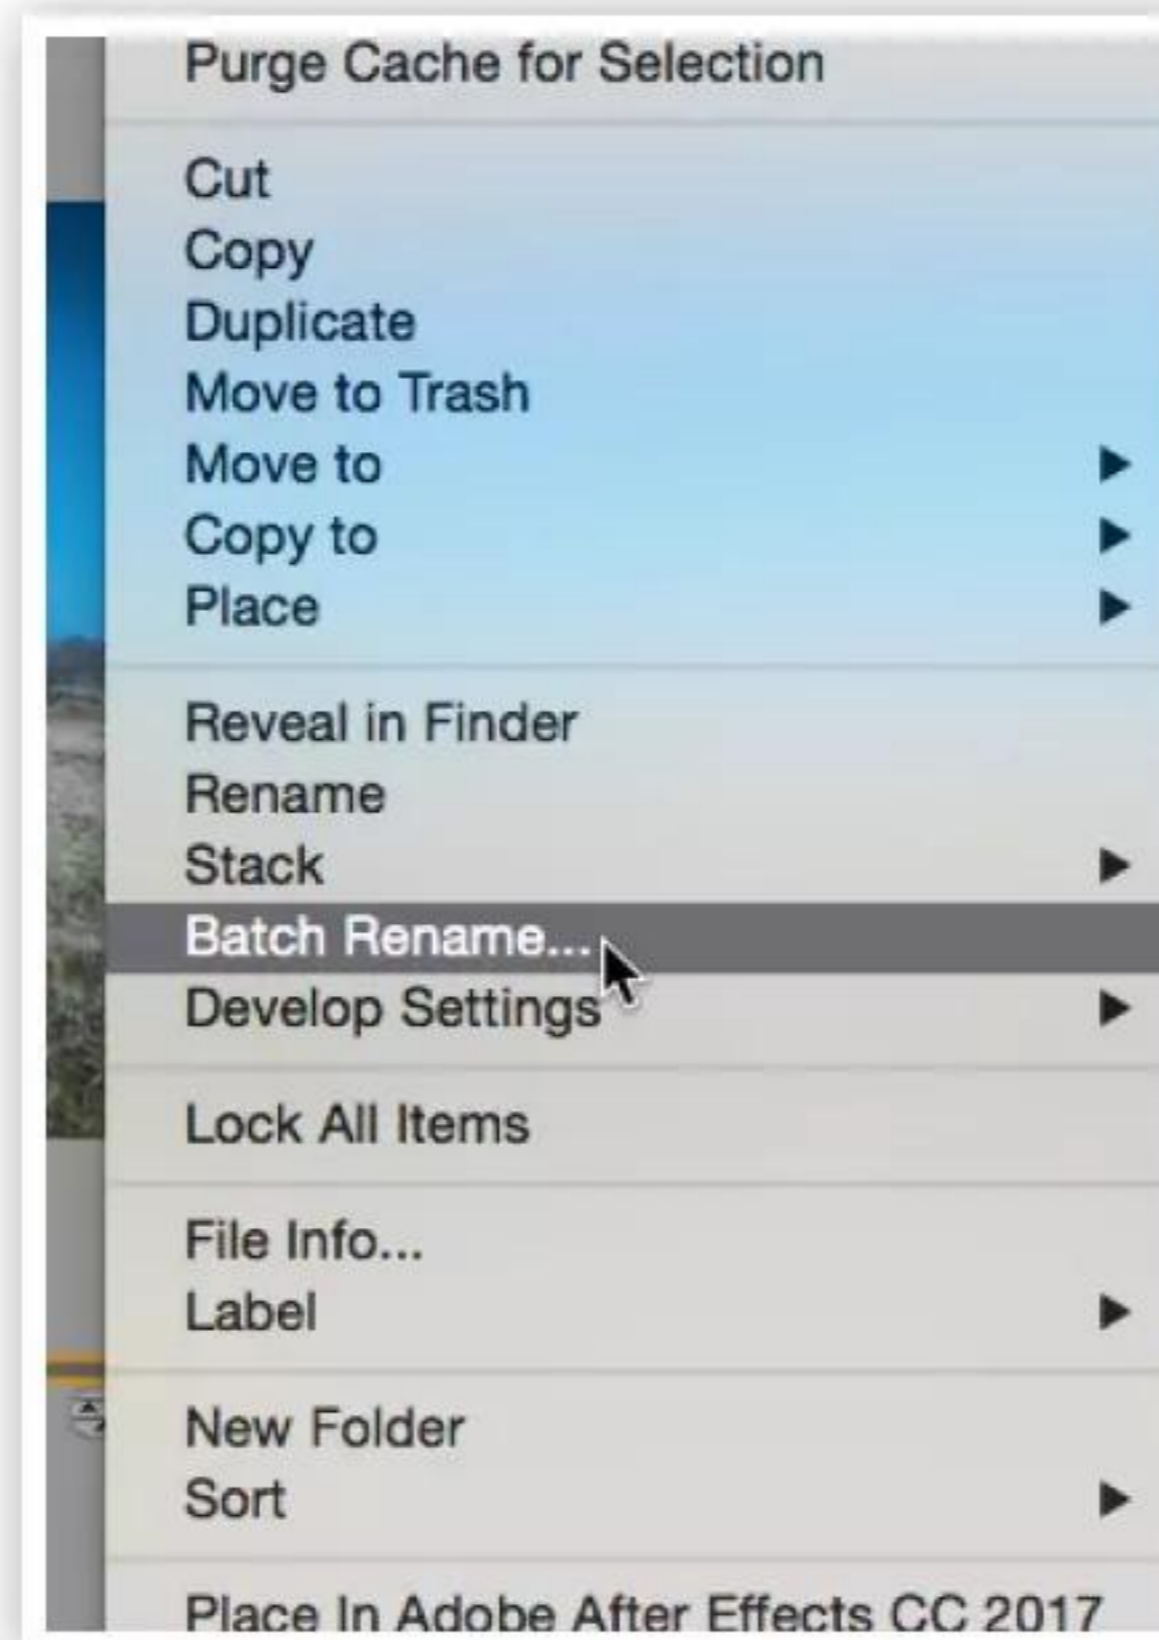 Purge Cache for Selection
Cut
Copy
Duplicate
Move to Trash
Move to
Copy to
Place
Reveal in Finder
Rename
Stack
Batch Rename...
Develop Settings
Lock All Items
File Info...
Label
New Folder
Sort
Place In Adobe After Effects CC 2017